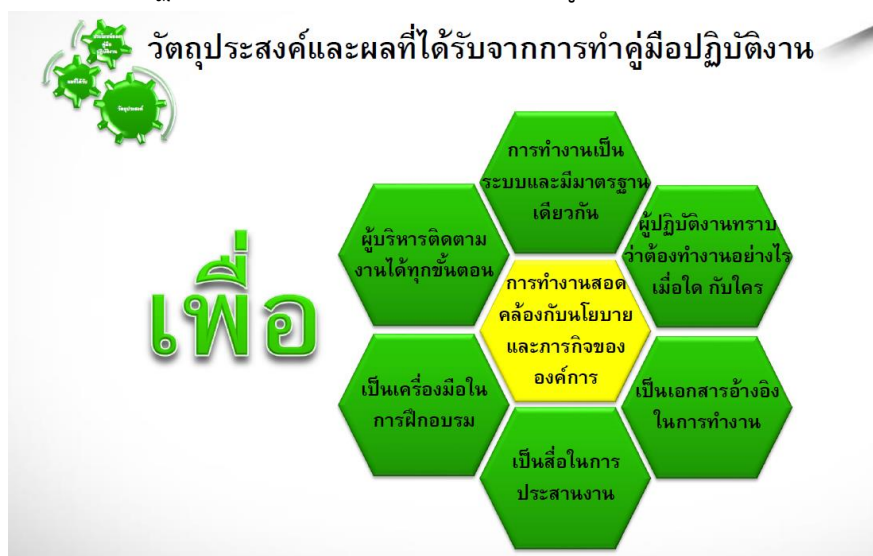 วัตถุประสงค์และผลที่ได้รับจากการทำคู่มือปฏิบัติงาน
วัตถุประสงค์
เพื่อ
การทำงานเป็น
ระบบและมีมาตรฐาน
เดียวกัน
ผู้ปฏิบัติงานทราบ
ว่าต้องทำงานอย่างไร
เมื่อใด กับใคร
เป็นเอกสารอ้างอิง
ในการทำงาน
เป็นสื่อในการ
ประสานงาน
เป็นเครื่องมือใน
การฝึกอบรม
ผู้บริหารติดตาม
งานได้ทุกขั้นตอน
การทำงานสอด
คล้องกับนโยบาย
และภารกิจของ
องค์การ